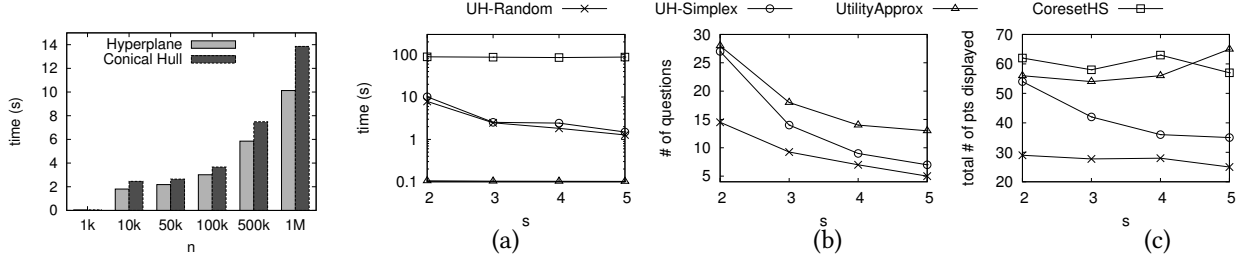 time (s)
14
12
10
8
6
4
2
0
Hyperplane
Conical Hull
1k 10k 50k 100k 500k 1M
n
UH-Random UH-Simplex UtilityApprox CoresetHS
time (s)
100
10
1
0.1
2 3 4 5
s
(a)
# of questions
30
25
20
15
10
5
2 3 4 5
s
(b)
total # of pts displayed
70
60
50
40
30
20
2 3 4 5
s
(c)